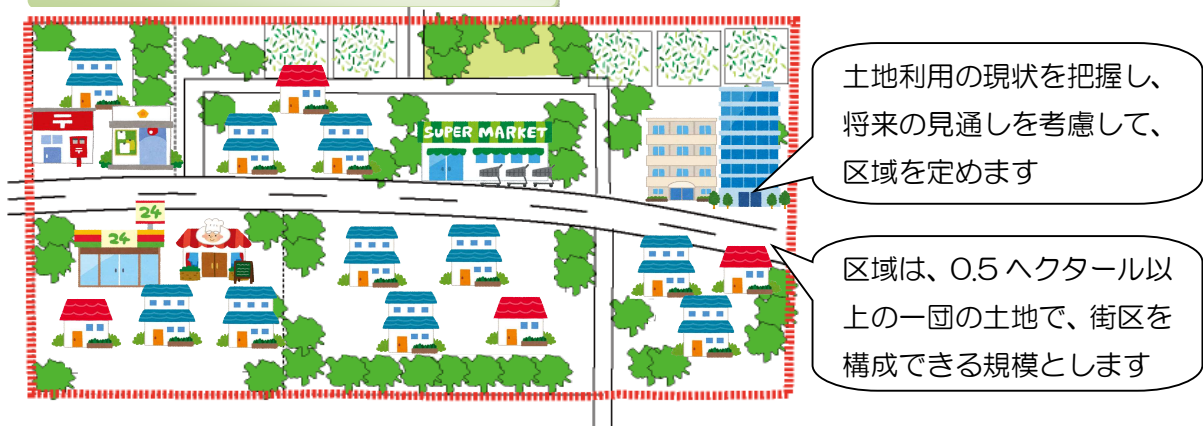 土地利用の現状を把握し、
将来の見通しを考慮して、
区域を定めます
〒
SUPER MARKET
〒
24
24
区域は、0.5 ヘクタール以
上の一団の土地で、街区を
構成できる規模とします